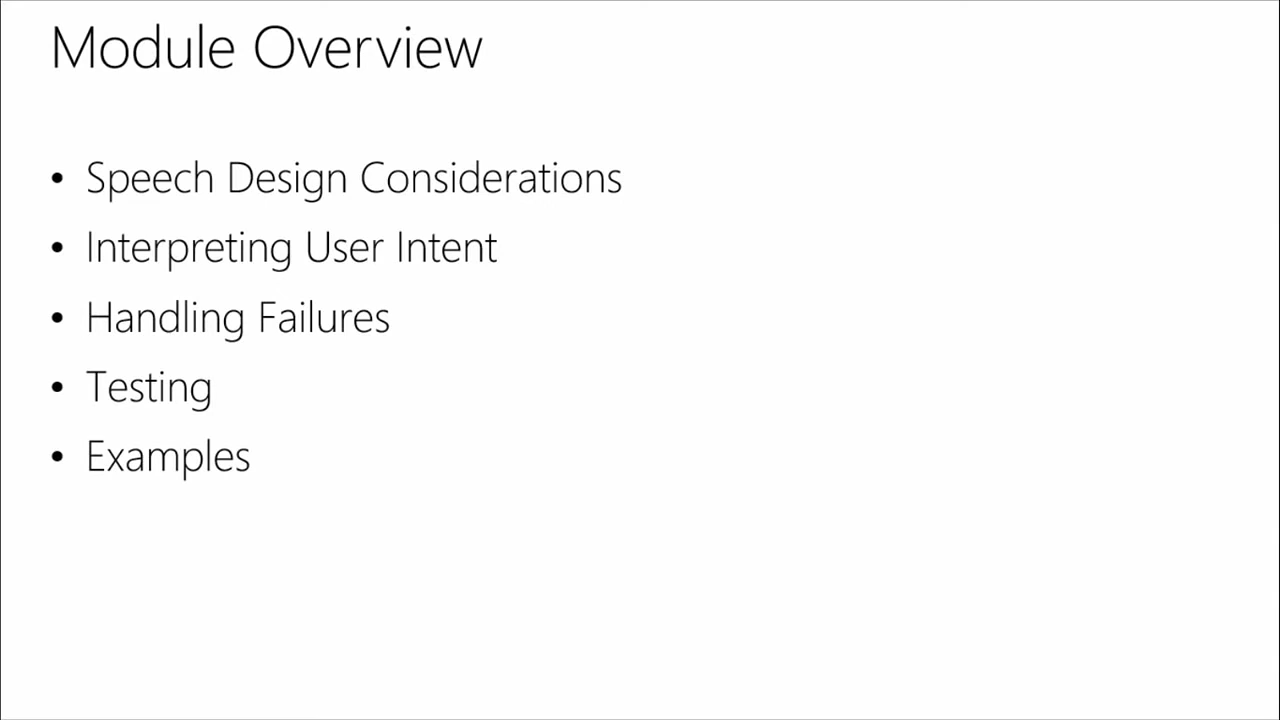 Module Overview
• Speech Design Considerations
• Interpreting User Intent
• Handling Failures
• Testing
• Examples